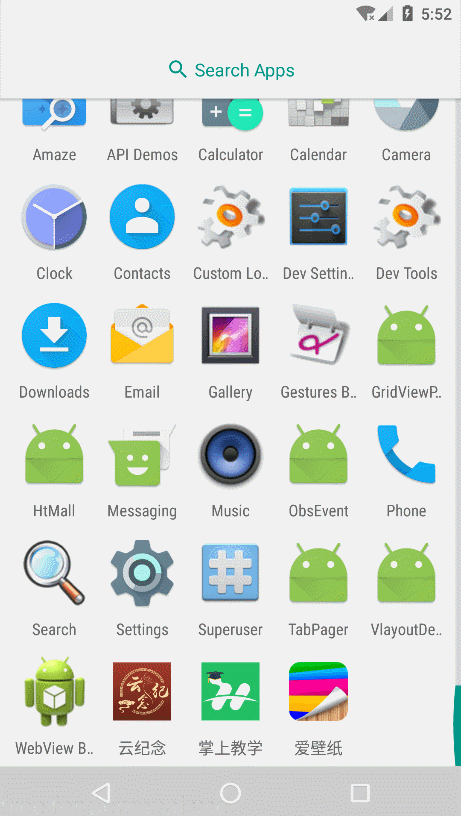 5:52
Search Apps
Amaze API Demos Calculator Calendar Camera
Clock Contacts Custom Lo.. Dev Settin.. Dev Tools
Downloads Email Gallery Gestures B.. GridViewP..
HtMall Messaging Music ObsEvent Phone
Search Settings Superuser TabPager VlayoutDe..
WebView B.. 云纪念 掌上教学 爱壁纸